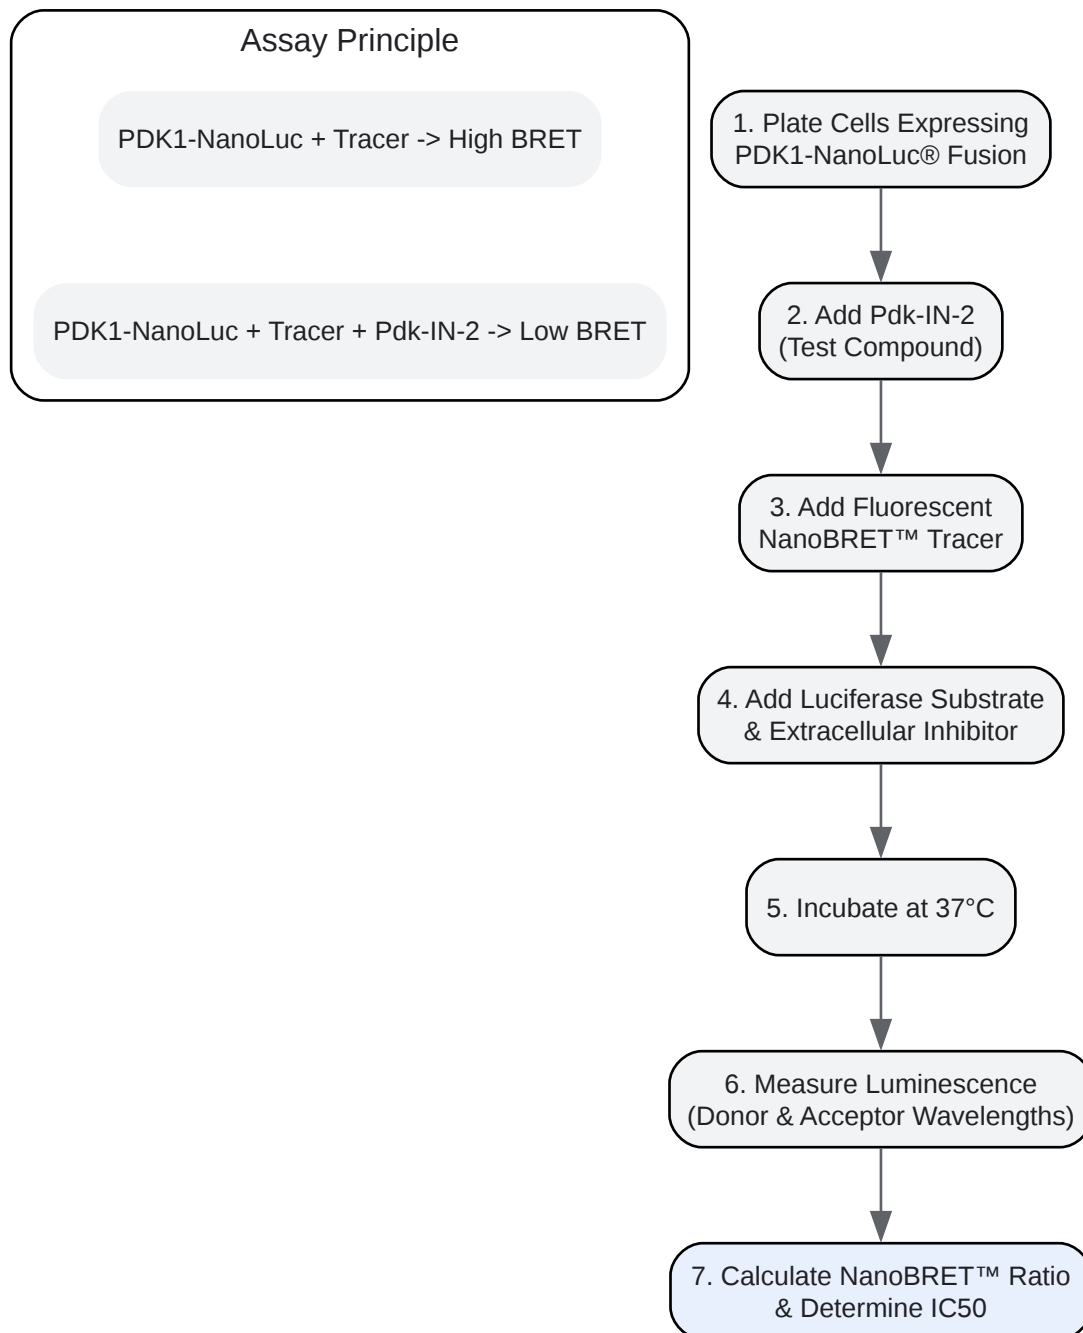 Assay Principle
PDK1-NanoLuc + Tracer -> High BRET
PDK1-NanoLuc + Tracer + Pdk-IN-2 -> Low BRET
1. Plate Cells Expressing
PDK1-NanoLuc® Fusion
2. Add Pdk-IN-2
(Test Compound)
3. Add Fluorescent
NanoBRET™ Tracer
4. Add Luciferase Substrate
& Extracellular Inhibitor
5. Incubate at 37°C
6. Measure Luminescence
(Donor & Acceptor Wavelengths)
7. Calculate NanoBRET™ Ratio
& Determine IC50